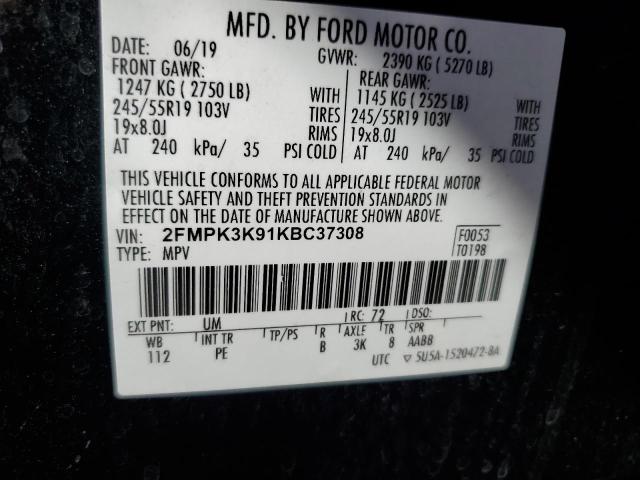 MFD. BY FORD MOTOR CO.
DATE: 06/19 GVWR: 2390 KG ( 5270 LB)
FRONT GAWR: REAR GAWR:
1247 KG ( 2750 LB) WITH 1145 KG ( 2525 LB) WITH
245/55R19 103V TIRES 245/55R19 103V TIRES
19x8.0J RIMS 19x8.0J RIMS
AT 240 kPa/ 35 PSI COLD AT 240 kPa/ 35 PSI COLD
THIS VEHICLE CONFORMS TO ALL APPLICABLE FEDERAL MOTOR
VEHICLE SAFETY AND THEFT PREVENTION STANDARDS IN
EFFECT ON THE DATE OF MANUFACTURE SHOWN ABOVE.
VIN: 2FMPK3K91KBC37308 F0053
TYPE: MPV T0198
EXT PNT: UM RC: 72 DSO:
WB INT TR TP/PS R AXLE TR SPR
112 PE B 3K 8 AABB
UTC ▽ 5U5A-1520472-BA